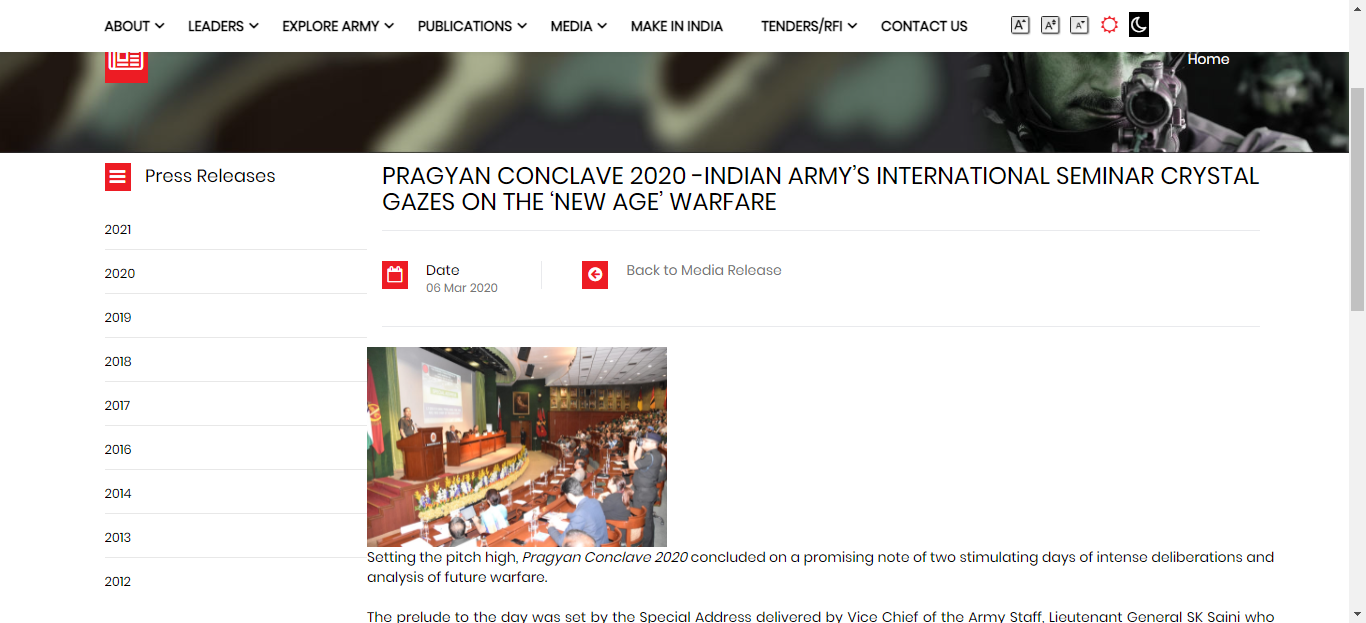 ABOUT LEADERS EXPLORE ARMY PUBLICATIONS MEDIA MAKE IN INDIA TENDERS/RFI CONTACT US A+ A± A-
Home
Press Releases
2021
2020
2019
2018
2017
2016
2014
2013
2012
PRAGYAN CONCLAVE 2020 -INDIAN ARMY’S INTERNATIONAL SEMINAR CRYSTAL
GAZES ON THE ‘NEW AGE’ WARFARE
Date
06 Mar 2020
Back to Media Release
Setting the pitch high, Pragyan Conclave 2020 concluded on a promising note of two stimulating days of intense deliberations and
analysis of future warfare.
The prelude to the day was set by the Special Address delivered by Vice Chief of the Army Staff, Lieutenant General SK Saini who